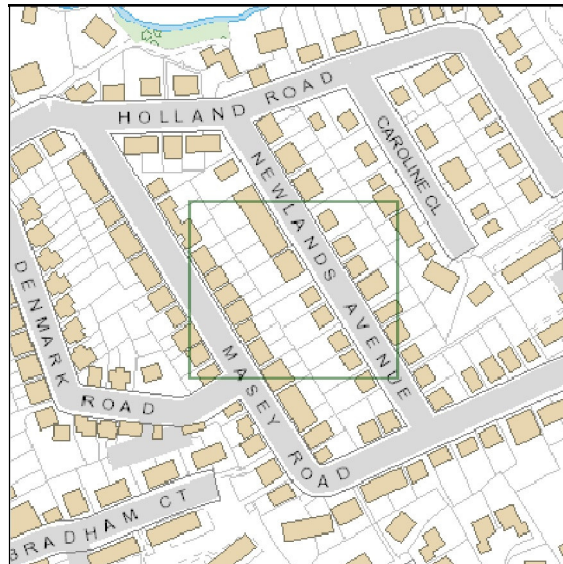 HOLLAND ROAD
CAROLINE CL
NEWLANDS AVENUE
DENMARK ROAD
MASEY ROAD
BRADHAM CT